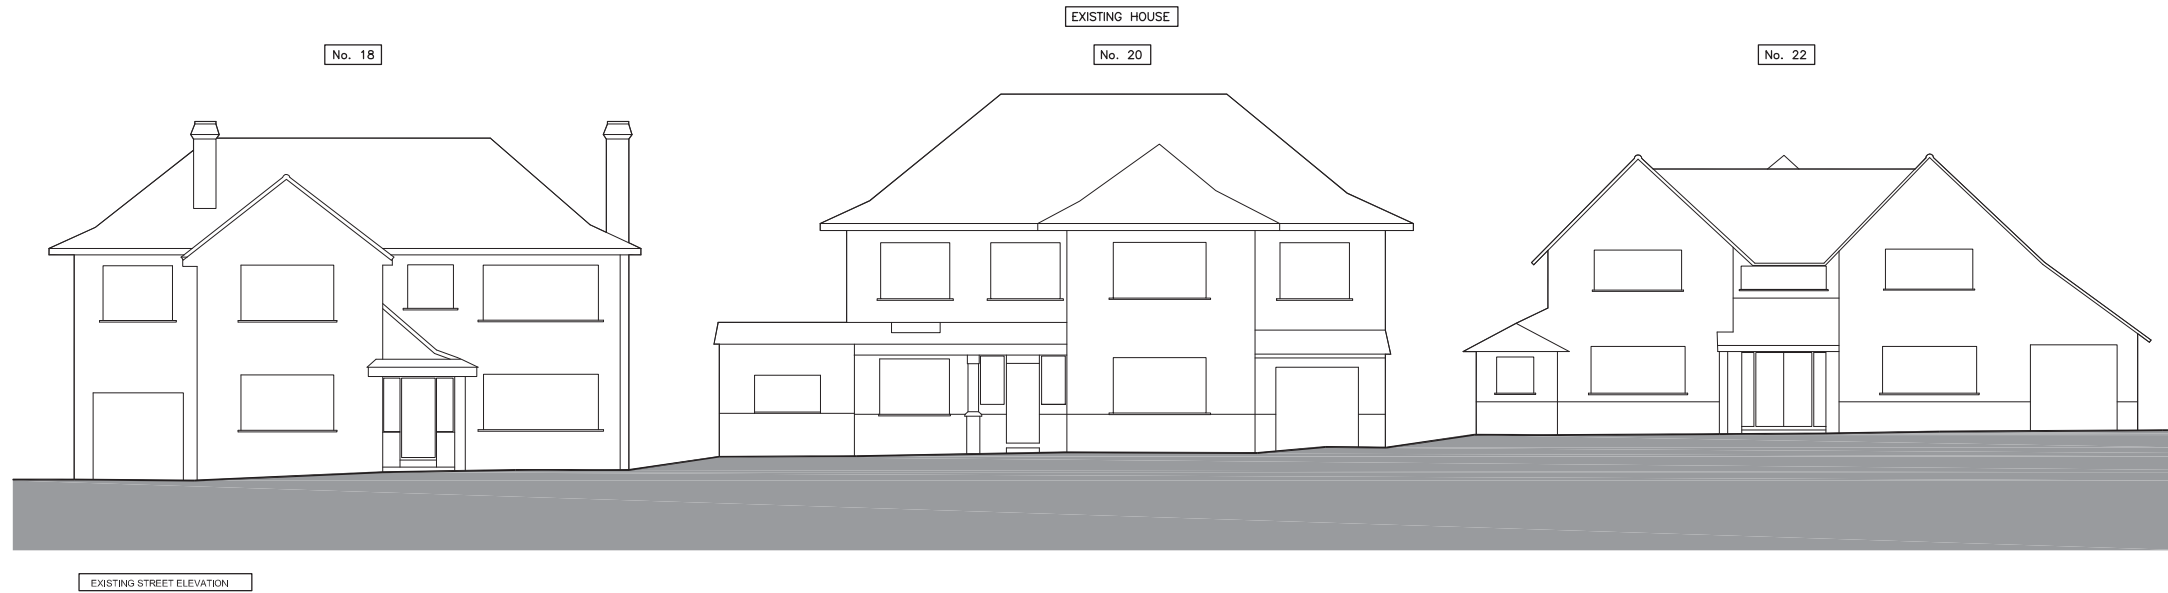 EXISTING HOUSE
No. 18
No. 20
No. 22
EXISTING STREET ELEVATION